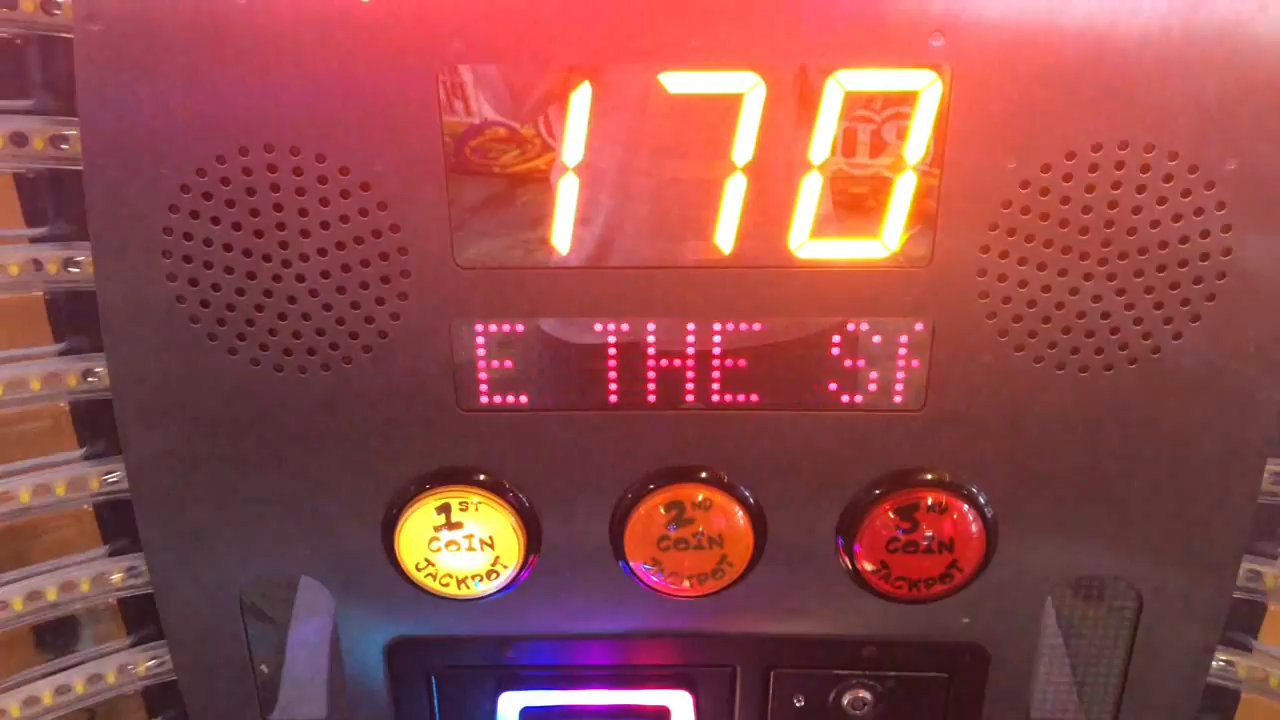 170
E THE S
1ST COIN JACKPOT
2ND COIN JACKPOT
3RD COIN JACKPOT